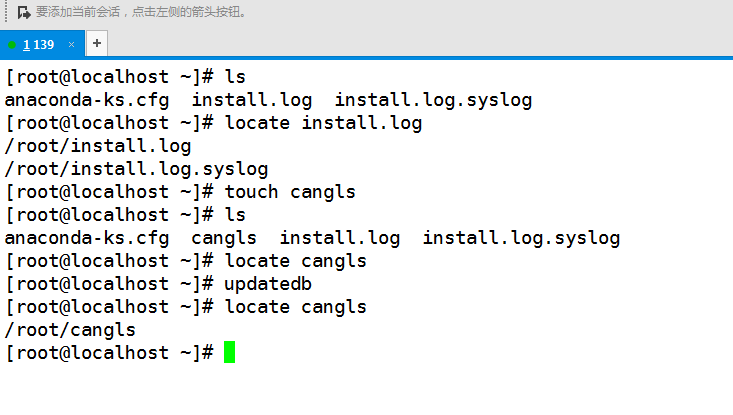 要添加当前会话，点击左侧的箭头按钮。
1 139 × +
[root@localhost ~]# ls
anaconda-ks.cfg  install.log  install.log.syslog
[root@localhost ~]# locate install.log
/root/install.log
/root/install.log.syslog
[root@localhost ~]# touch cangls
[root@localhost ~]# ls
anaconda-ks.cfg  cangls  install.log  install.log.syslog
[root@localhost ~]# locate cangls
[root@localhost ~]# updatedb
[root@localhost ~]# locate cangls
/root/cangls
[root@localhost ~]#